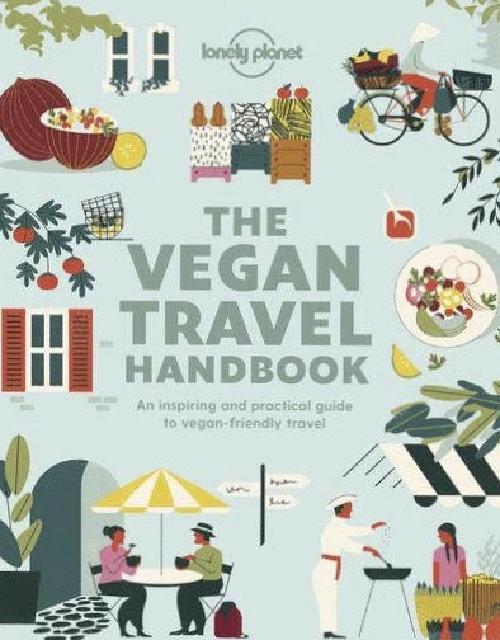 lonely planet
THE
VEGAN
TRAVEL
HANDBOOK
An inspiring and practical guide
to vegan-friendly travel